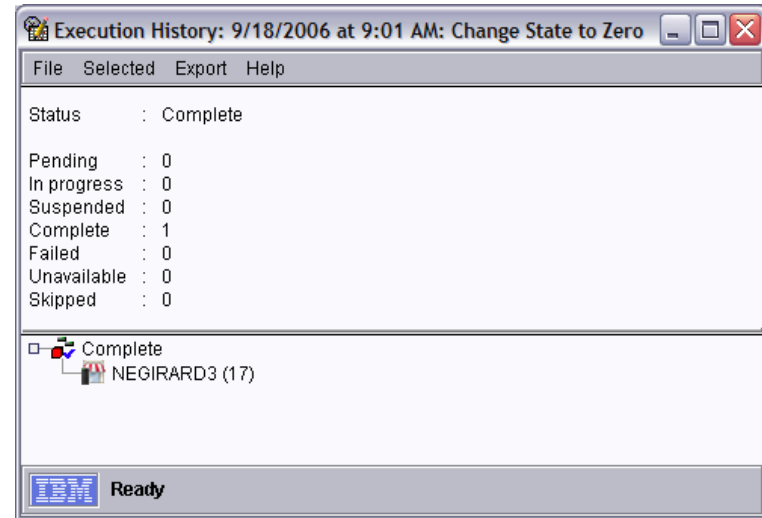 Execution History: 9/18/2006 at 9:01 AM: Change State to Zero
File Selected Export Help
Status : Complete
Pending : 0
In progress : 0
Suspended : 0
Complete : 1
Failed : 0
Unavailable : 0
Skipped : 0
Complete
NEGIRARD3 (17)
IBM Ready